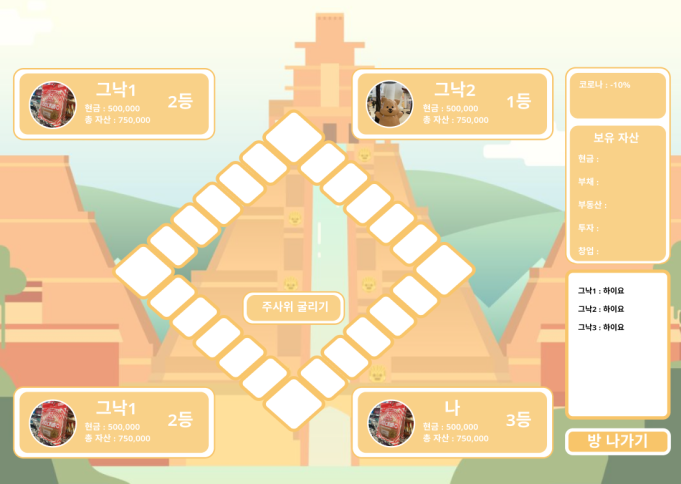 그낙1
현금 : 500,000
총 자산 : 750,000
2등
그낙2
현금 : 500,000
총 자산 : 750,000
1등
코로나 : -10%
보유 자산
현금 :
부채 :
부동산 :
투자 :
창업 :
주사위 굴리기
그낙1 : 하이요
그낙2 : 하이요
그낙3 : 하이요
그낙1
현금 : 500,000
총 자산 : 750,000
2등
나
현금 : 500,000
총 자산 : 750,000
3등
방 나가기